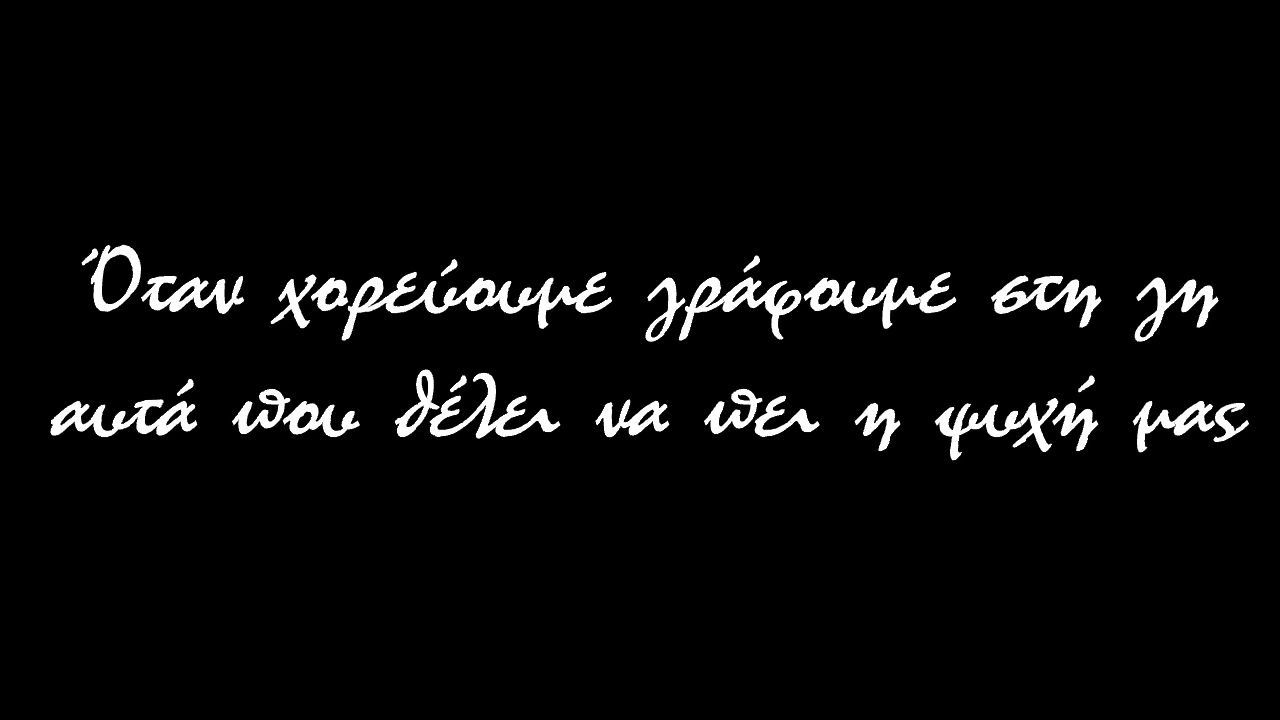 Όταν χορεύουμε γράφουμε στη γη
αυτά που θέλει να πει η ψυχή μας